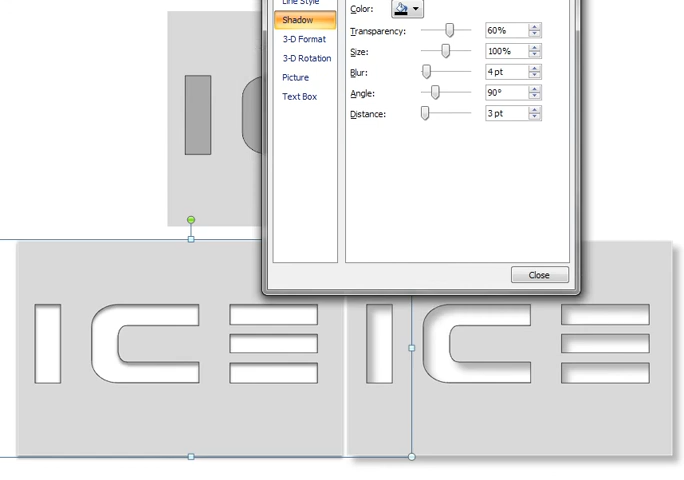 Line Style
Shadow
3-D Format
3-D Rotation
Picture
Text Box
Color:
Transparency: 60%
Size: 100%
Blur: 4 pt
Angle: 90°
Distance: 3 pt
Close
ICE ICE